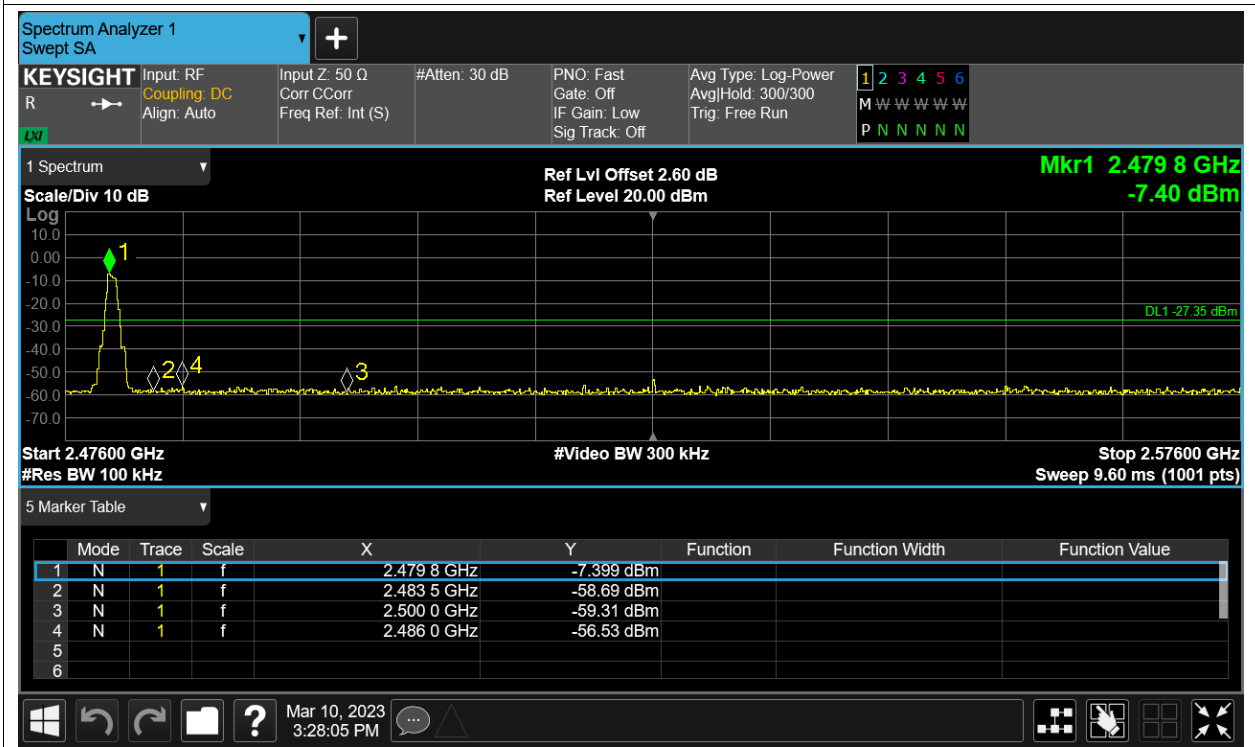 Spectrum Analyzer 1
Swept SA
KEYSIGHT Input: RF Input Z: 50 Ω #Atten: 30 dB PNO: Fast Avg Type: Log-Power 1 2 3 4 5 6
R Coupling: DC Corr CCorr Gate: Off Avg|Hold: 300/300 M W W W W W
Align: Auto Freq Ref: Int (S) IF Gain: Low Trig: Free Run
LXI Sig Track: Off P N N N N N
1 Spectrum Ref Lvl Offset 2.60 dB Mkr1 2.479 8 GHz
Scale/Div 10 dB Ref Level 20.00 dBm -7.40 dBm
Log
10.0
1
0.00
-10.0
-20.0
DL1 -27.35 dBm
-30.0
-40.0
2 4 3
-50.0
-60.0
-70.0
Start 2.47600 GHz #Video BW 300 kHz Stop 2.57600 GHz
#Res BW 100 kHz Sweep 9.60 ms (1001 pts)
5 Marker Table
Mode Trace Scale X Y Function Function Width Function Value
1 N 1 f 2.479 8 GHz -7.399 dBm
2 N 1 f 2.483 5 GHz -58.69 dBm
3 N 1 f 2.500 0 GHz -59.31 dBm
4 N 1 f 2.486 0 GHz -56.53 dBm
5
6
? Mar 10, 2023
3:28:05 PM